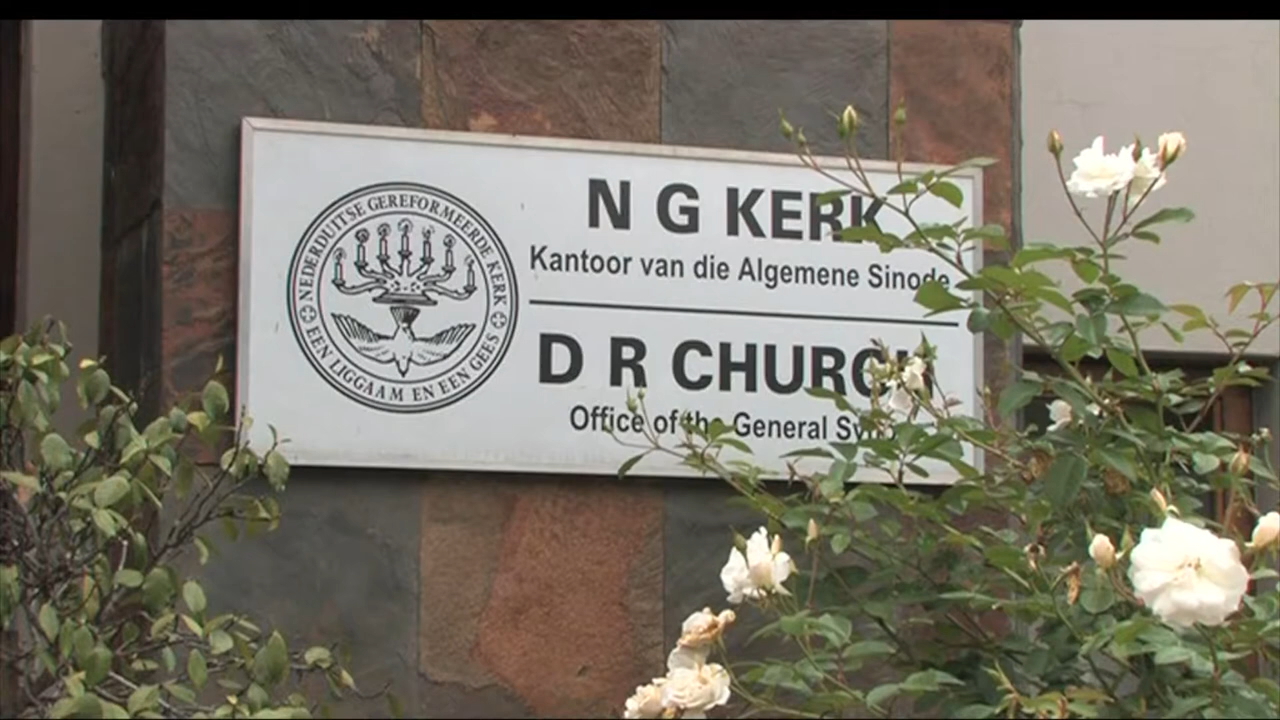 NEDERDUITSE GEREFORMEERDE KERK
EEN LIGGAAM EN EEN GEES
N G KERK
Kantoor van die Algemene Sinode
D R CHURCH
Office of the General